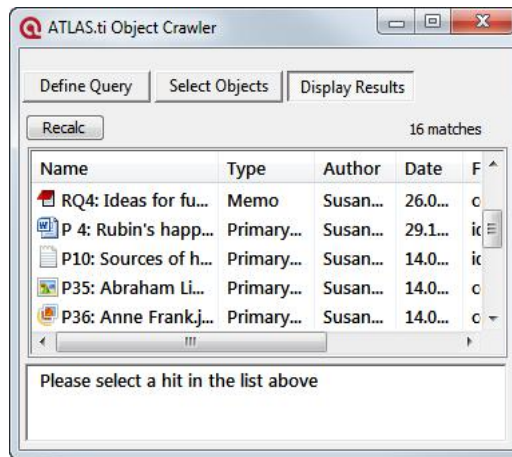 ATLAS.ti Object Crawler
Define Query Select Objects Display Results
Recalc 16 matches
Name Type Author Date F
RQ4: Ideas for fu... Memo Susan... 26.0... o
P 4: Rubin's happ... Primary... Susan... 29.1... id
P10: Sources of h... Primary... Susan... 14.0... id
P35: Abraham Li... Primary... Susan... 14.0... o
P36: Anne Frank.j... Primary... Susan... 14.0... o
Please select a hit in the list above